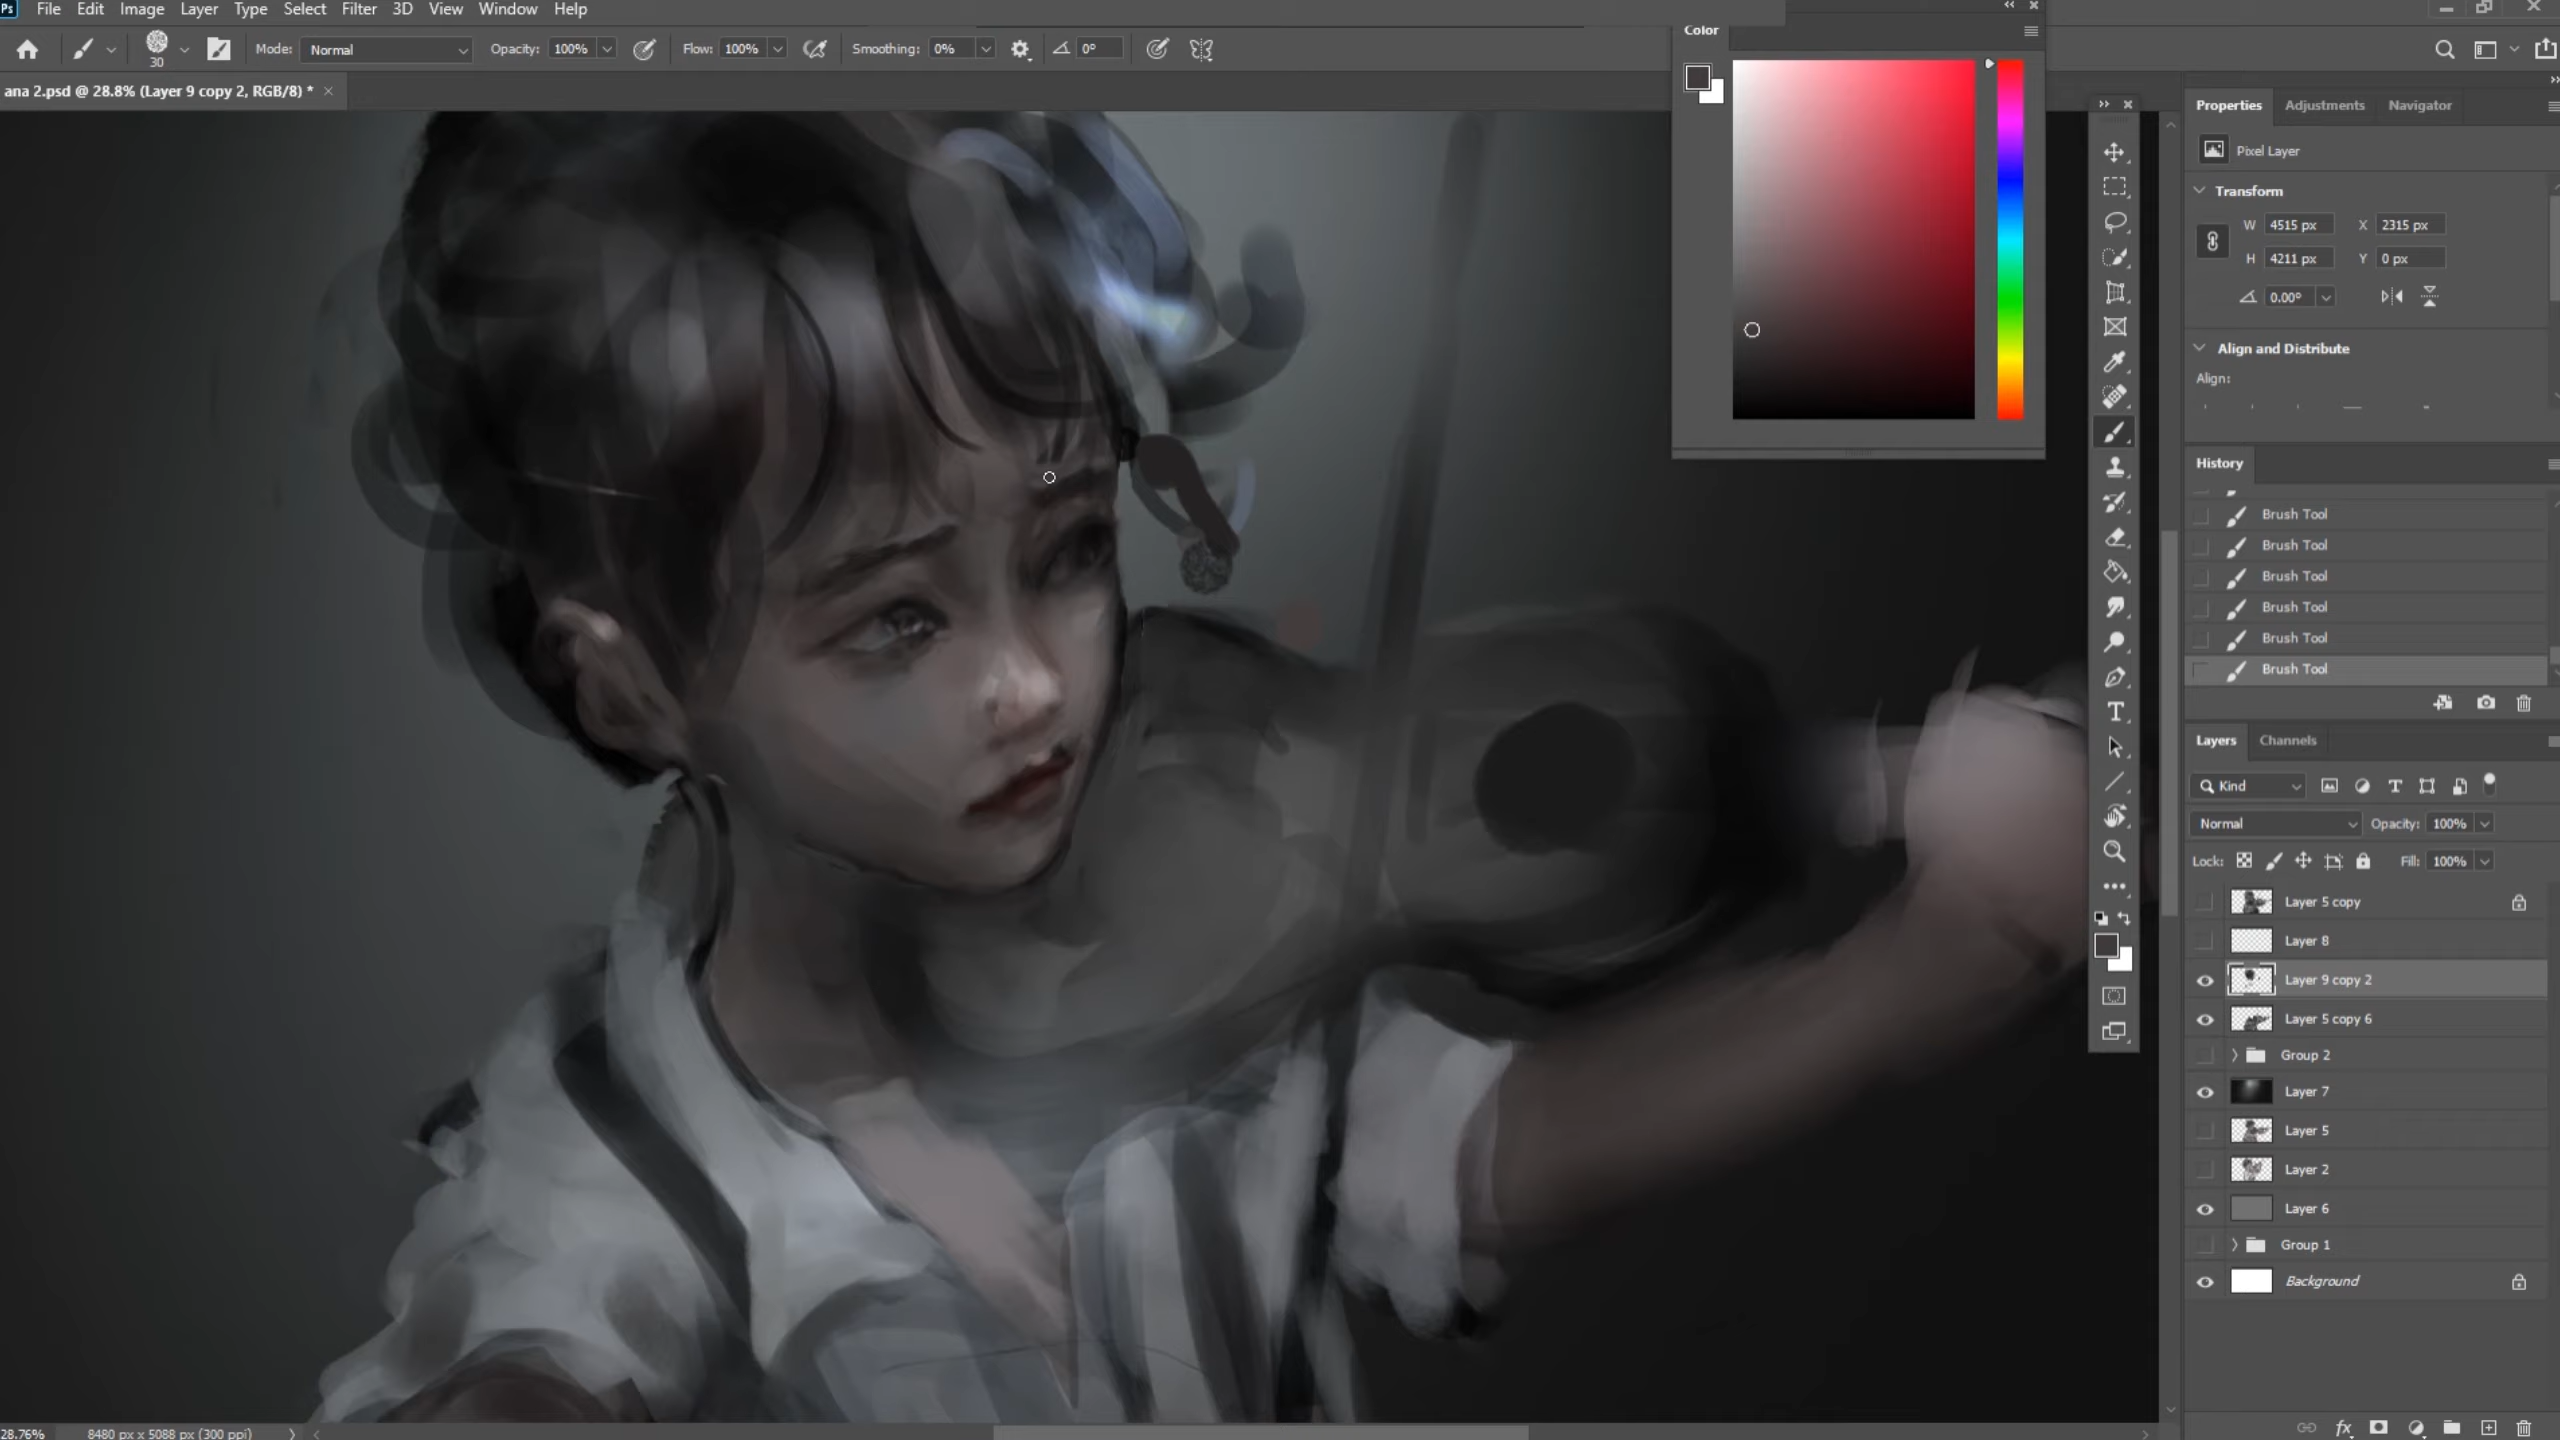 Ps File Edit Image Layer Type Select Filter 3D View Window Help
30 Mode: Normal Opacity: 100% Flow: 100% Smoothing: 0% 0°
ana 2.psd @ 28.8% (Layer 9 copy 2, RGB/8) * ×
Color
Properties Adjustments Navigator
Pixel Layer
Transform
W 4515 px X 2315 px
H 4211 px Y 0 px
0.00°
Align and Distribute
Align:
History
Brush Tool
Brush Tool
Brush Tool
Brush Tool
Brush Tool
Brush Tool
Layers Channels
Kind
Normal Opacity: 100%
Lock: Fill: 100%
Layer 5 copy
Layer 8
Layer 9 copy 2
Layer 5 copy 6
Group 2
Layer 7
Layer 5
Layer 2
Layer 6
Group 1
Background
fx
28.76% 8480 px x 5088 px (300 ppi)